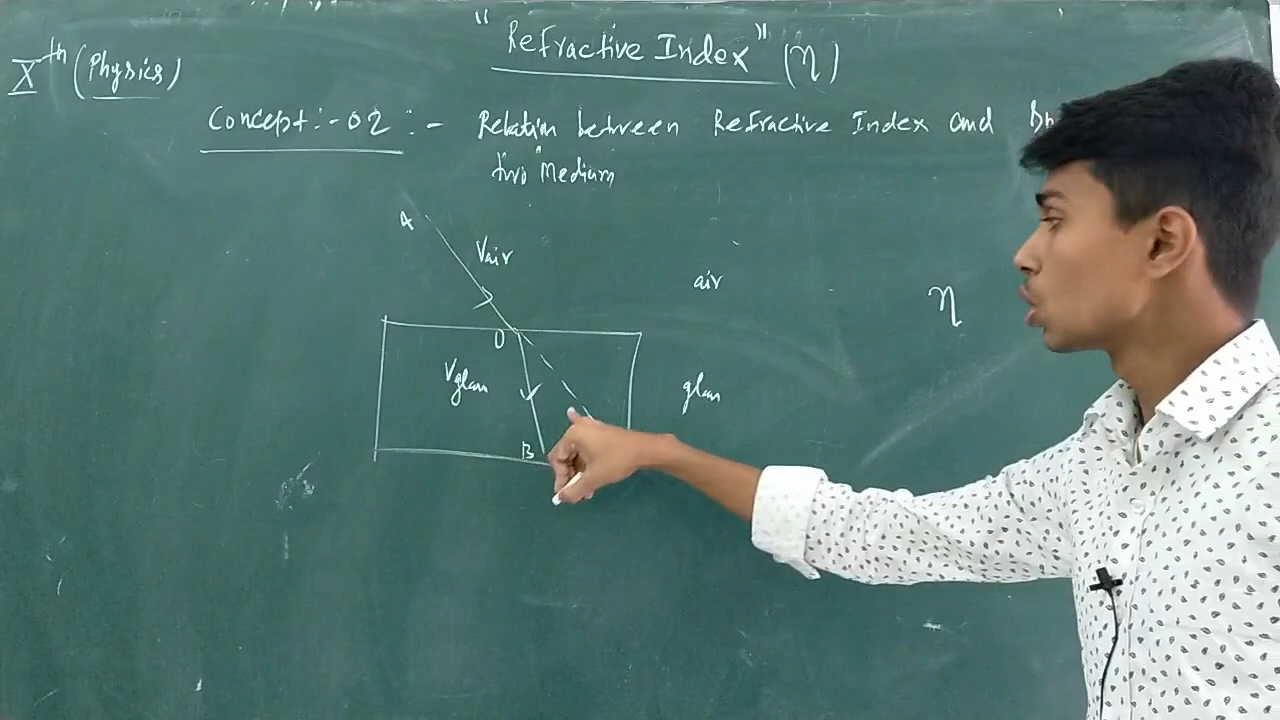 "Refractive Index" (η)
Xth (Physics)
Concept:-02 :- Relation between Refractive Index and
two Medium
A
Vair
air
η
O
Vglass
glass
B